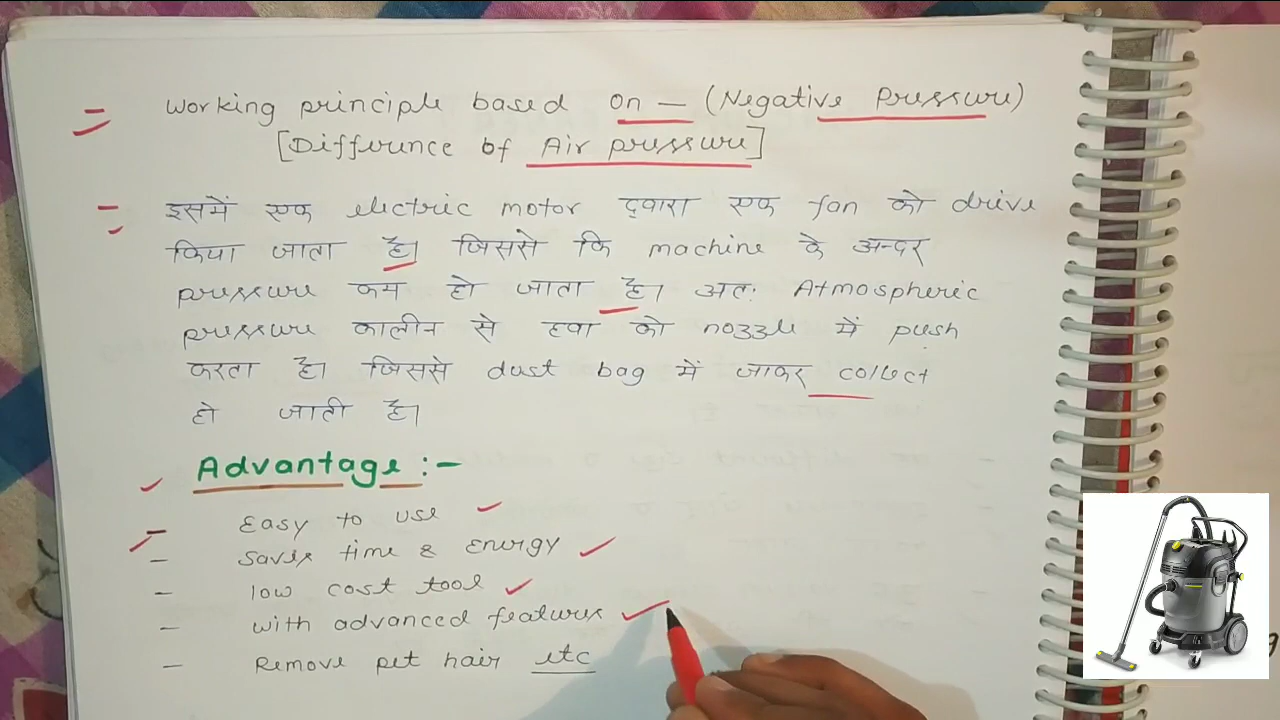 Working principle based on — (Negative Pressure)
[Difference of Air pressure]
इसमें एक electric motor द्वारा एक fan को drive
किया जाता है। जिससे कि machine के अन्दर
pressure कम हो जाता है। अतः Atmospheric
pressure कालीन से हवा को nozzle में push
करता है। जिससे dust bag में जाकर collect
हो जाती है।
Advantage :-
- Easy to use
- Saves time & Energy
- low cost tool
- with advanced features
- Remove pet hair etc